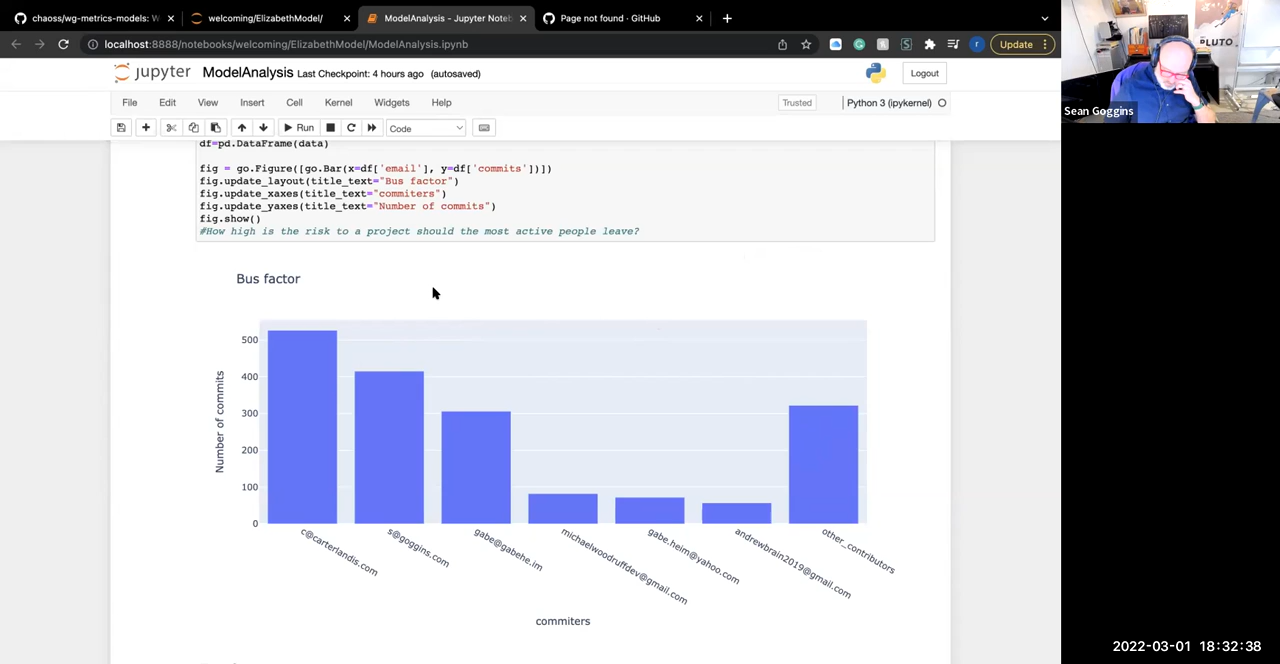 chaoss/wg-metrics-models: W
welcoming/ElizabethModel/
ModelAnalysis - Jupyter Noteb
Page not found · GitHub
localhost:8888/notebooks/welcoming/ElizabethModel/ModelAnalysis.ipynb
Update
jupyter ModelAnalysis Last Checkpoint: 4 hours ago (autosaved)
Logout
File Edit View Insert Cell Kernel Widgets Help
Trusted Python 3 (ipykernel)
Run Code
df=pd.DataFrame(data)
fig = go.Figure([go.Bar(x=df['email'], y=df['commits'])])
fig.update_layout(title_text="Bus factor")
fig.update_xaxes(title_text="commiters")
fig.update_yaxes(title_text="Number of commits")
fig.show()
#How high is the risk to a project should the most active people leave?
Bus factor
Number of commits
500
400
300
200
100
0
c@carterlandis.com
s@goggins.com
gabe@gabehe.im
michaelwoodruffdev@gmail.com
gabe.heim@yahoo.com
andrewbrain2019@gmail.com
other_contributors
commiters
PLUTO
Sean Goggins
2022-03-01 18:32:38